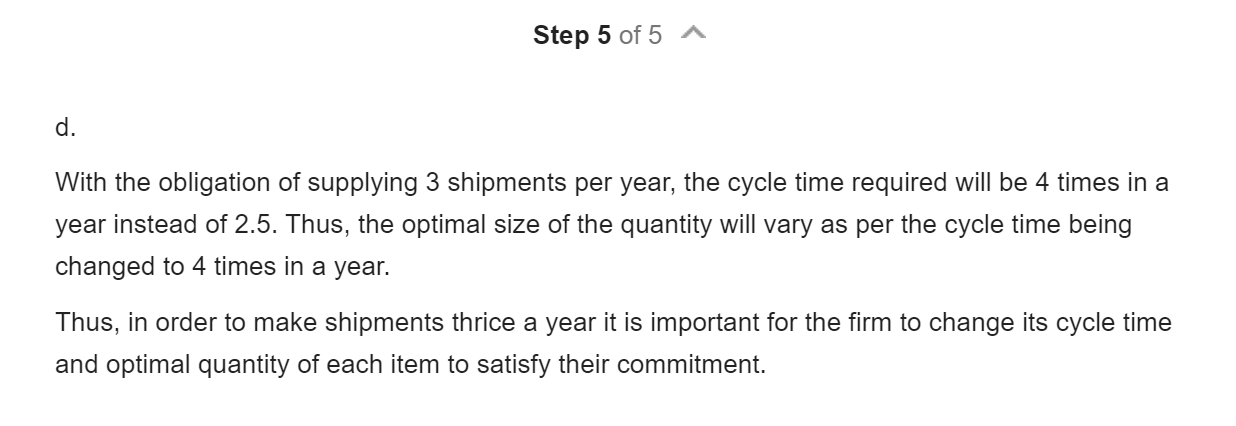 Step 5 of 5
d.
With the obligation of supplying 3 shipments per year, the cycle time required will be 4 times in a
year instead of 2.5. Thus, the optimal size of the quantity will vary as per the cycle time being
changed to 4 times in a year.
Thus, in order to make shipments thrice a year it is important for the firm to change its cycle time
and optimal quantity of each item to satisfy their commitment.